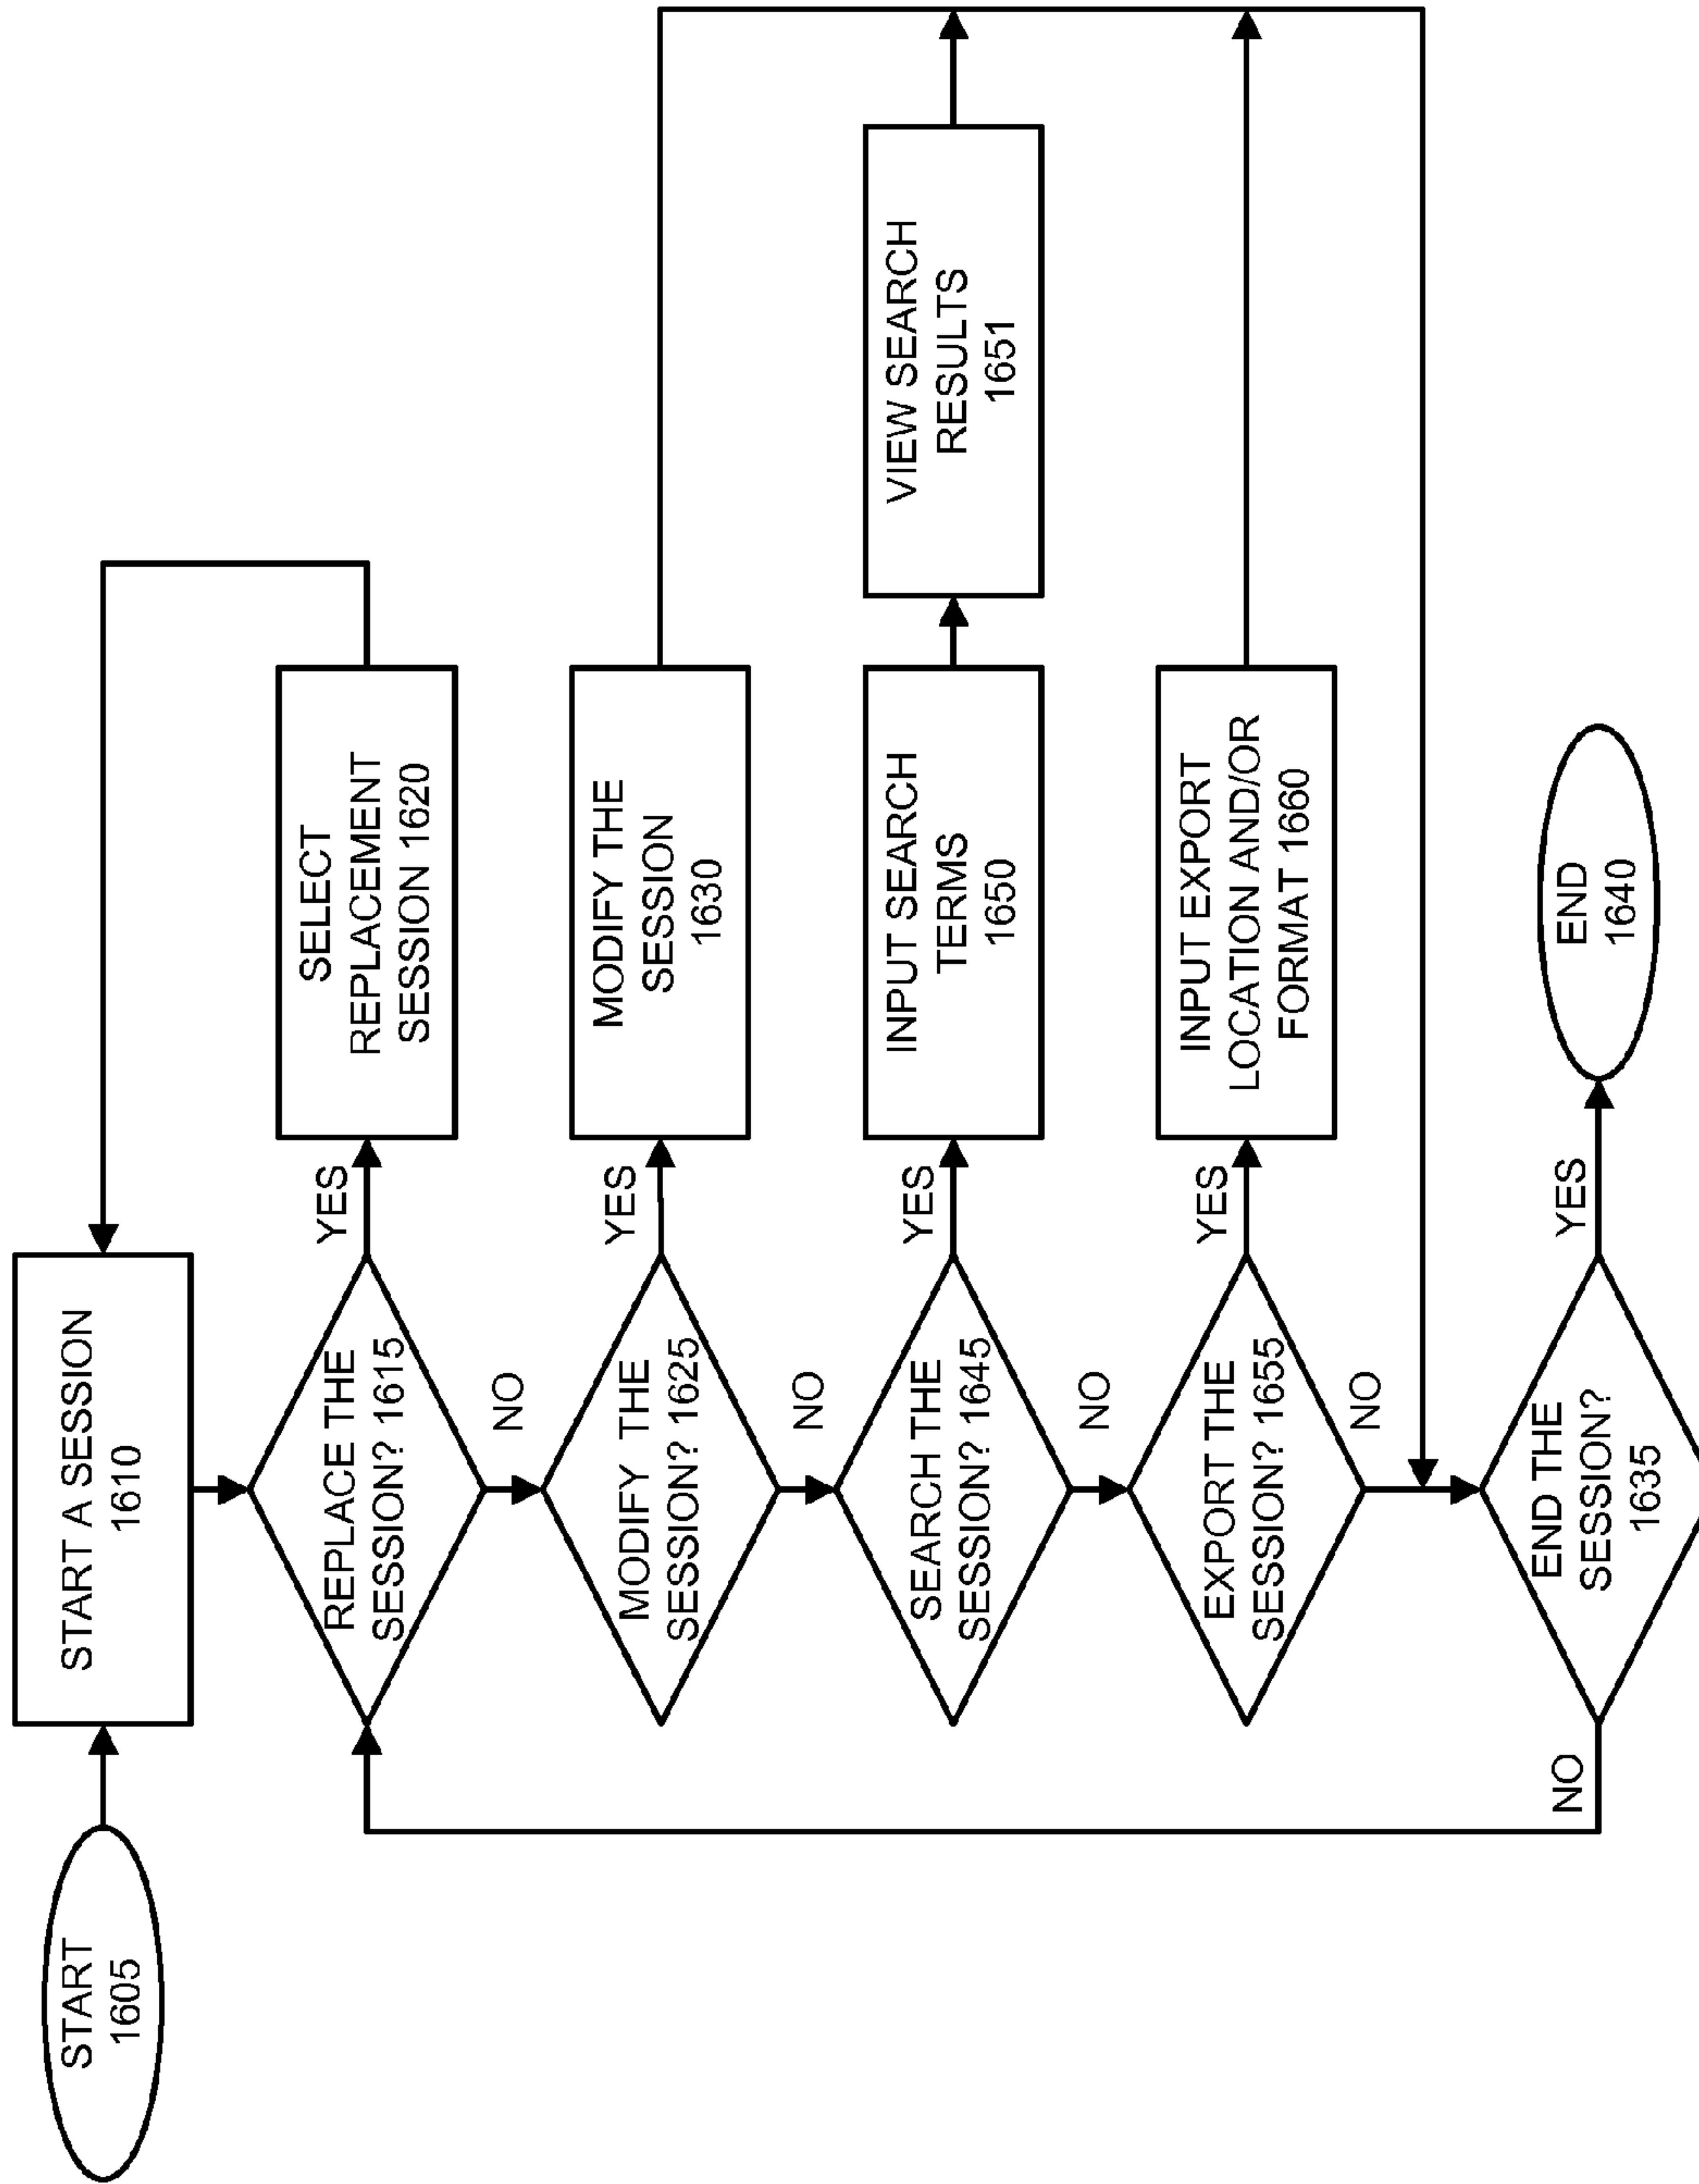 START
1605
START A SESSION
1610
REPLACE THE
SESSION? 1615
YES
SELECT
REPLACEMENT
SESSION 1620
NO
MODIFY THE
SESSION? 1625
YES
MODIFY THE
SESSION
1630
NO
SEARCH THE
SESSION? 1645
YES
INPUT SEARCH
TERMS
1650
VIEW SEARCH
RESULTS
1651
NO
EXPORT THE
SESSION? 1655
YES
INPUT EXPORT
LOCATION AND/OR
FORMAT 1660
NO
END THE
SESSION?
1635
NO
YES
END
1640